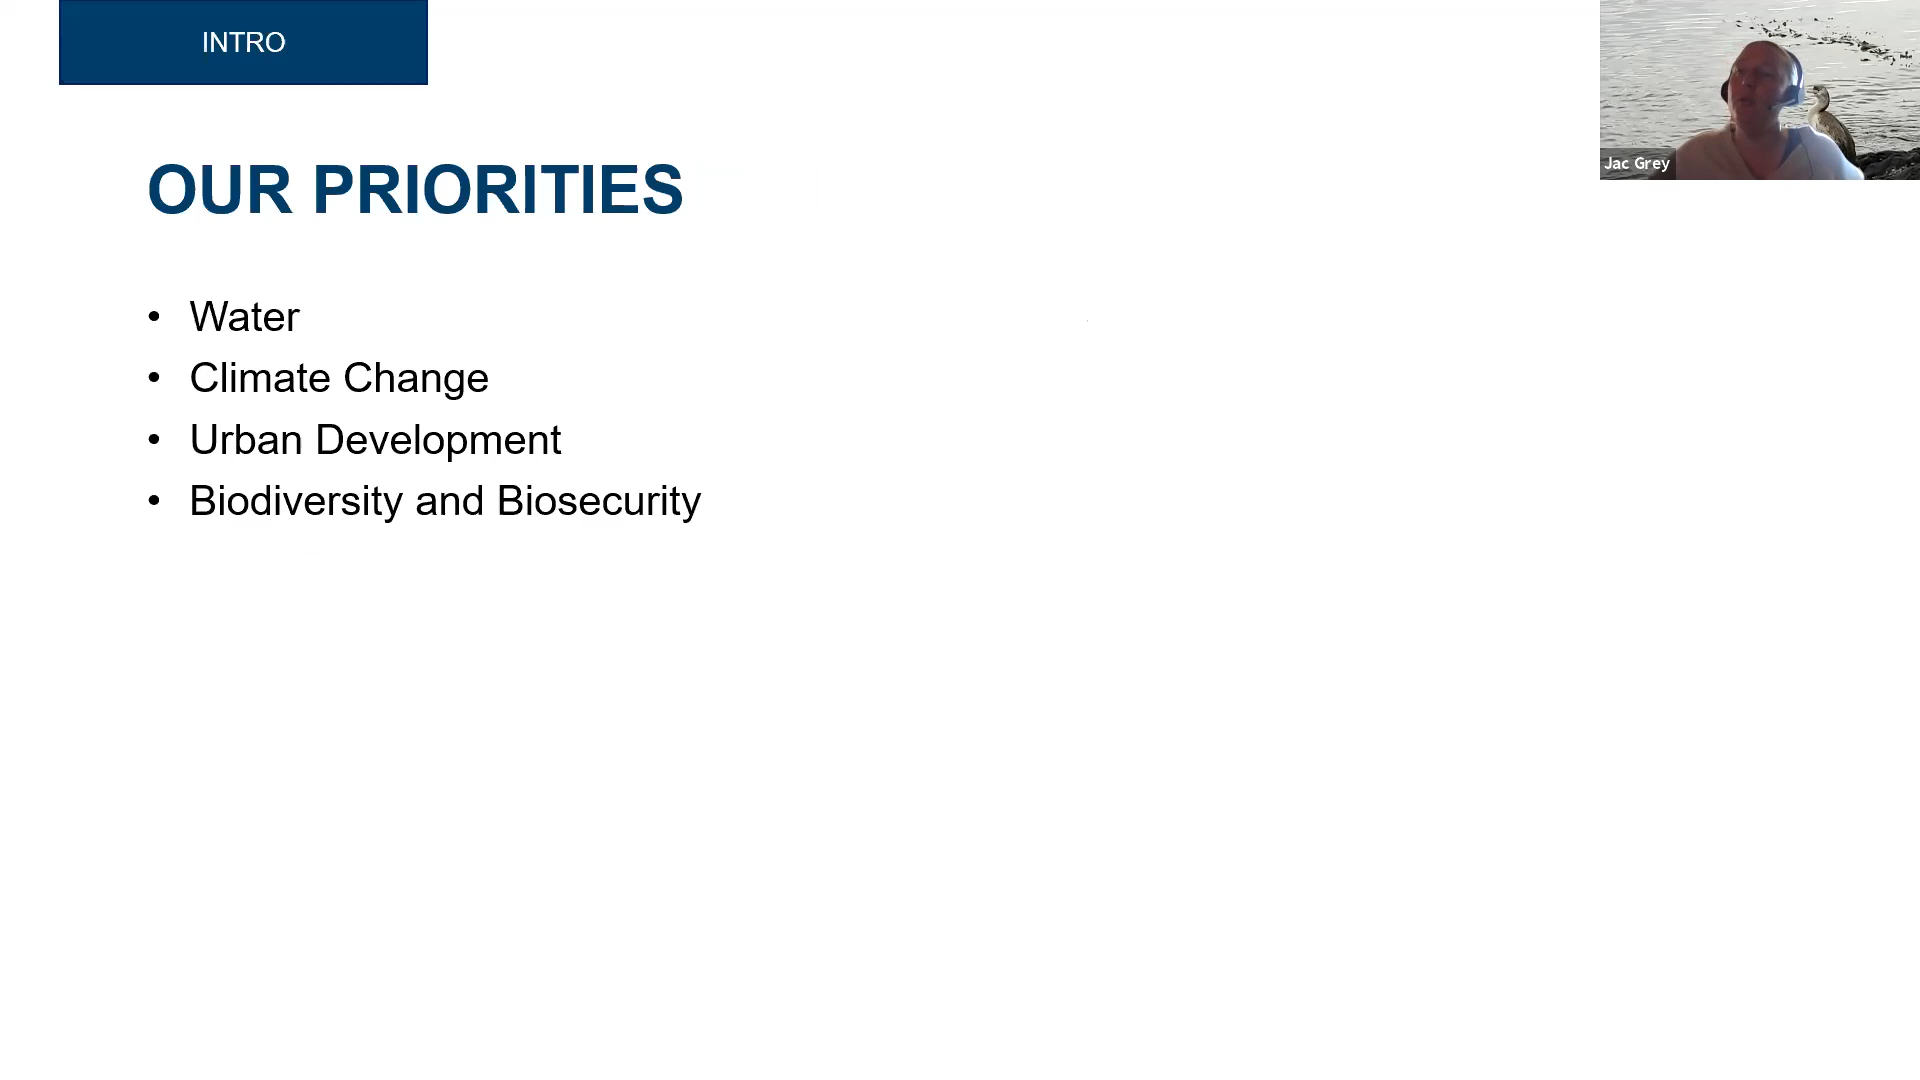 INTRO
Jac Grey
OUR PRIORITIES
• Water
• Climate Change
• Urban Development
• Biodiversity and Biosecurity